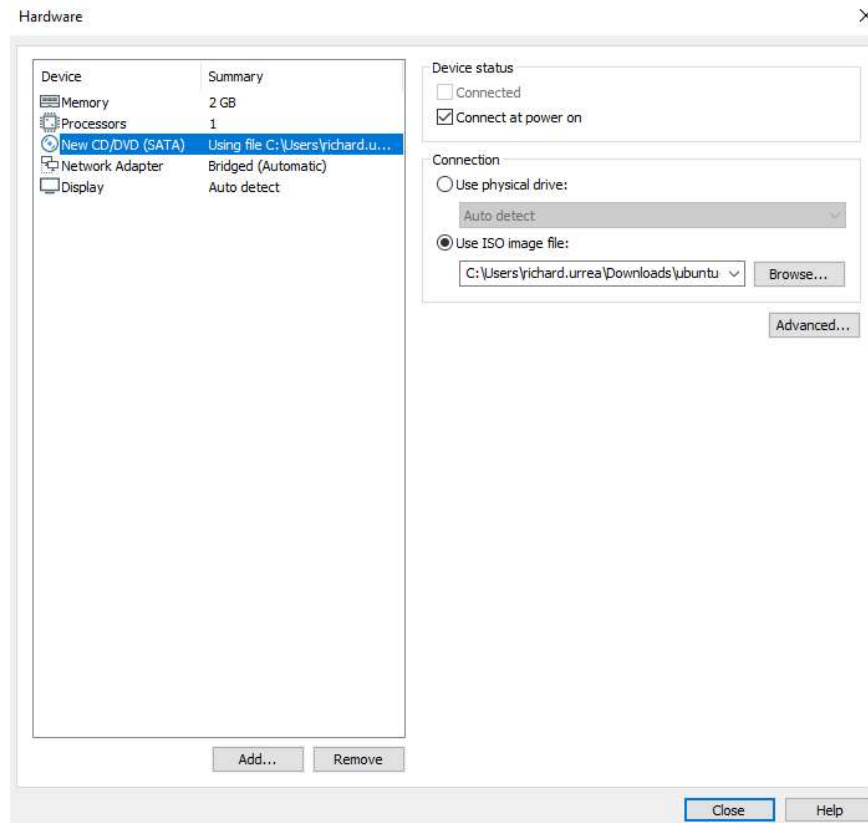 Hardware
Device Summary
Memory 2 GB
Processors 1
New CD/DVD (SATA) Using file C:\Users\richard.u...
Network Adapter Bridged (Automatic)
Display Auto detect
Add... Remove
Device status
Connected
Connect at power on
Connection
Use physical drive:
Auto detect
Use ISO image file:
C:\Users\richard.urrea\Downloads\ubuntu Browse...
Advanced...
Close Help